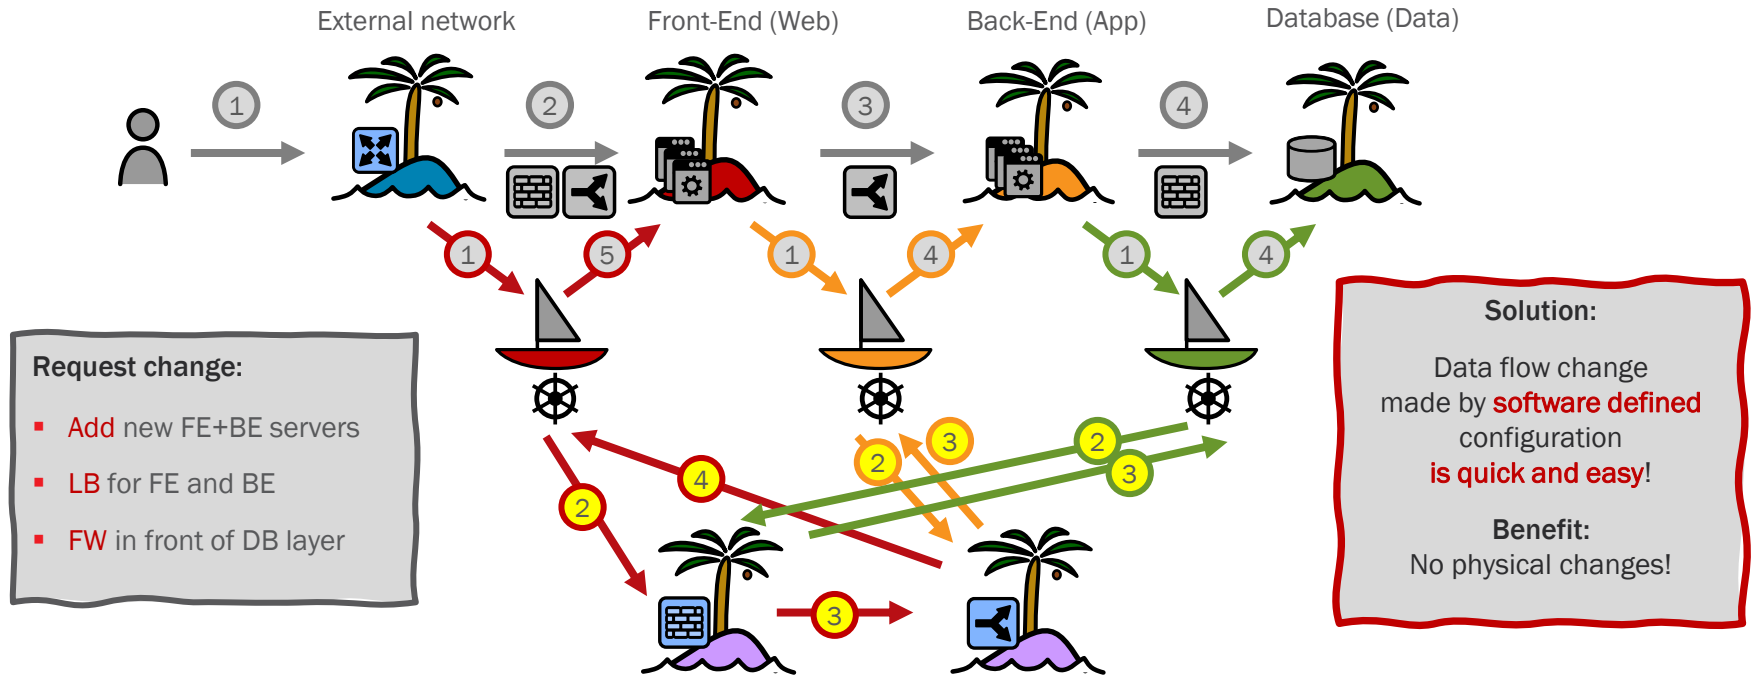 External network
Front-End (Web)
Back-End (App)
Database (Data)
1
2
3
4
1
5
1
4
1
4
Request change:
Add new FE+BE servers
LB for FE and BE
FW in front of DB layer
2
4
2
3
2
3
3
Solution:
Data flow change
made by software defined
configuration
is quick and easy!
Benefit:
No physical changes!